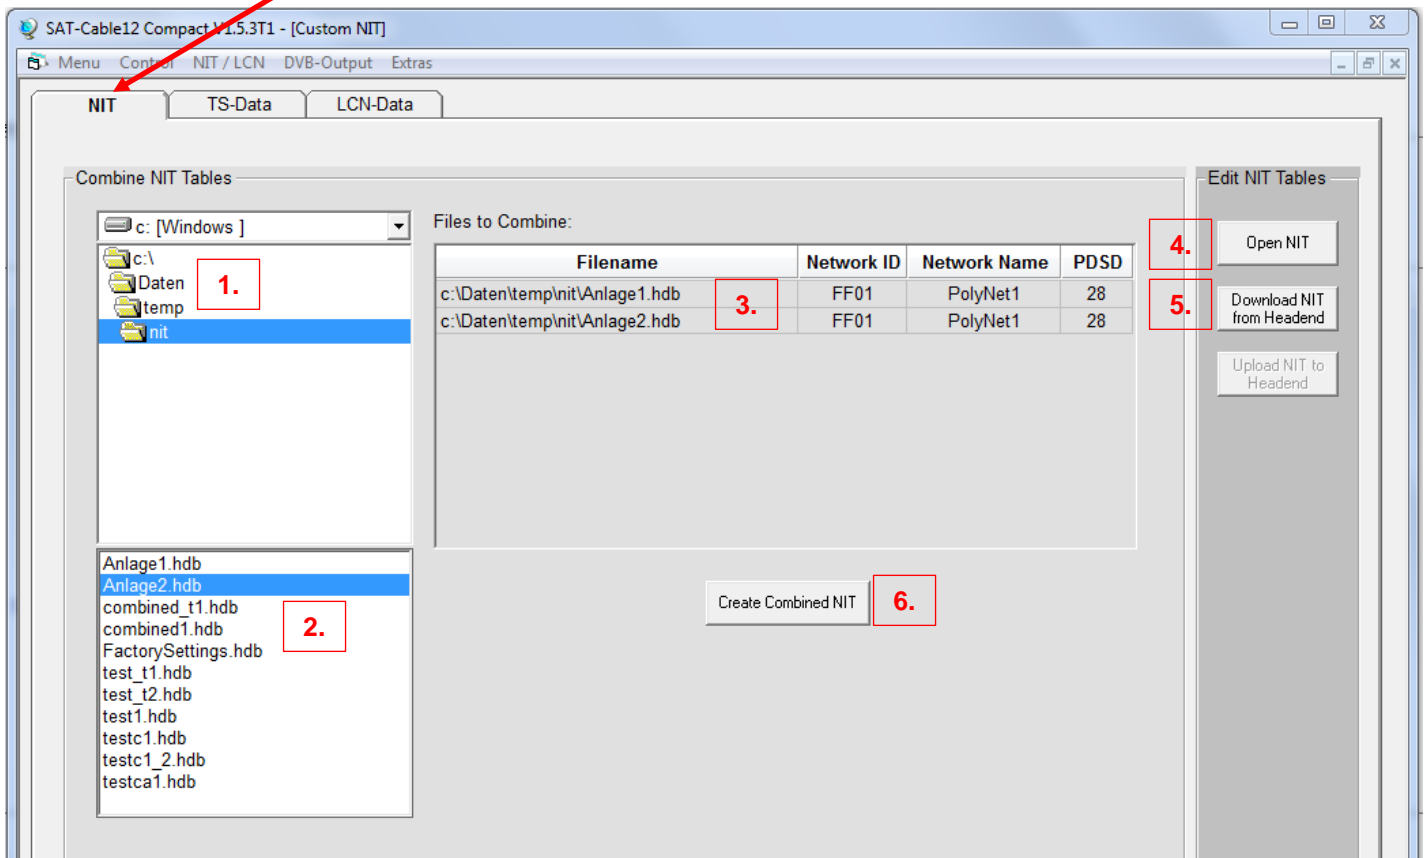 SAT-Cable12 Compact V1.5.3T1 - [Custom NIT]
Menu Control NIT / LCN DVB-Output Extras
NIT TS-Data LCN-Data
Combine NIT Tables
Edit NIT Tables
c: [Windows ]
c:\
Daten
temp
nit
1.
Files to Combine:
Filename Network ID Network Name PDSD
c:\Daten\temp\nit\Anlage1.hdb FF01 PolyNet1 28
c:\Daten\temp\nit\Anlage2.hdb FF01 PolyNet1 28
3.
4.
Open NIT
5.
Download NIT
from Headend
Upload NIT to
Headend
Anlage1.hdb
Anlage2.hdb
combined_t1.hdb
combined1.hdb
FactorySettings.hdb
test_t1.hdb
test_t2.hdb
test1.hdb
testc1.hdb
testc1_2.hdb
testca1.hdb
2.
Create Combined NIT
6.